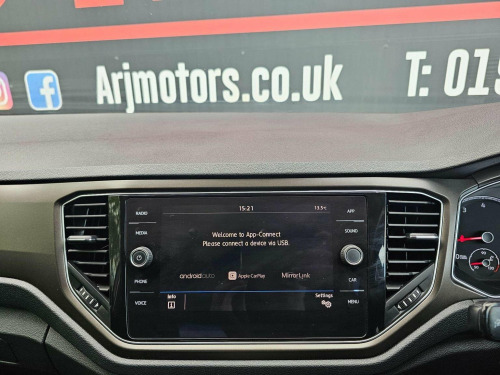 Arjmotors.co.uk T: 019
RADIO 15:21 13.5°C APP
MEDIA Welcome to App-Connect SOUND
Please connect a device via USB.
PHONE androidauto Apple CarPlay MirrorLink CAR
VOICE Info Settings MENU